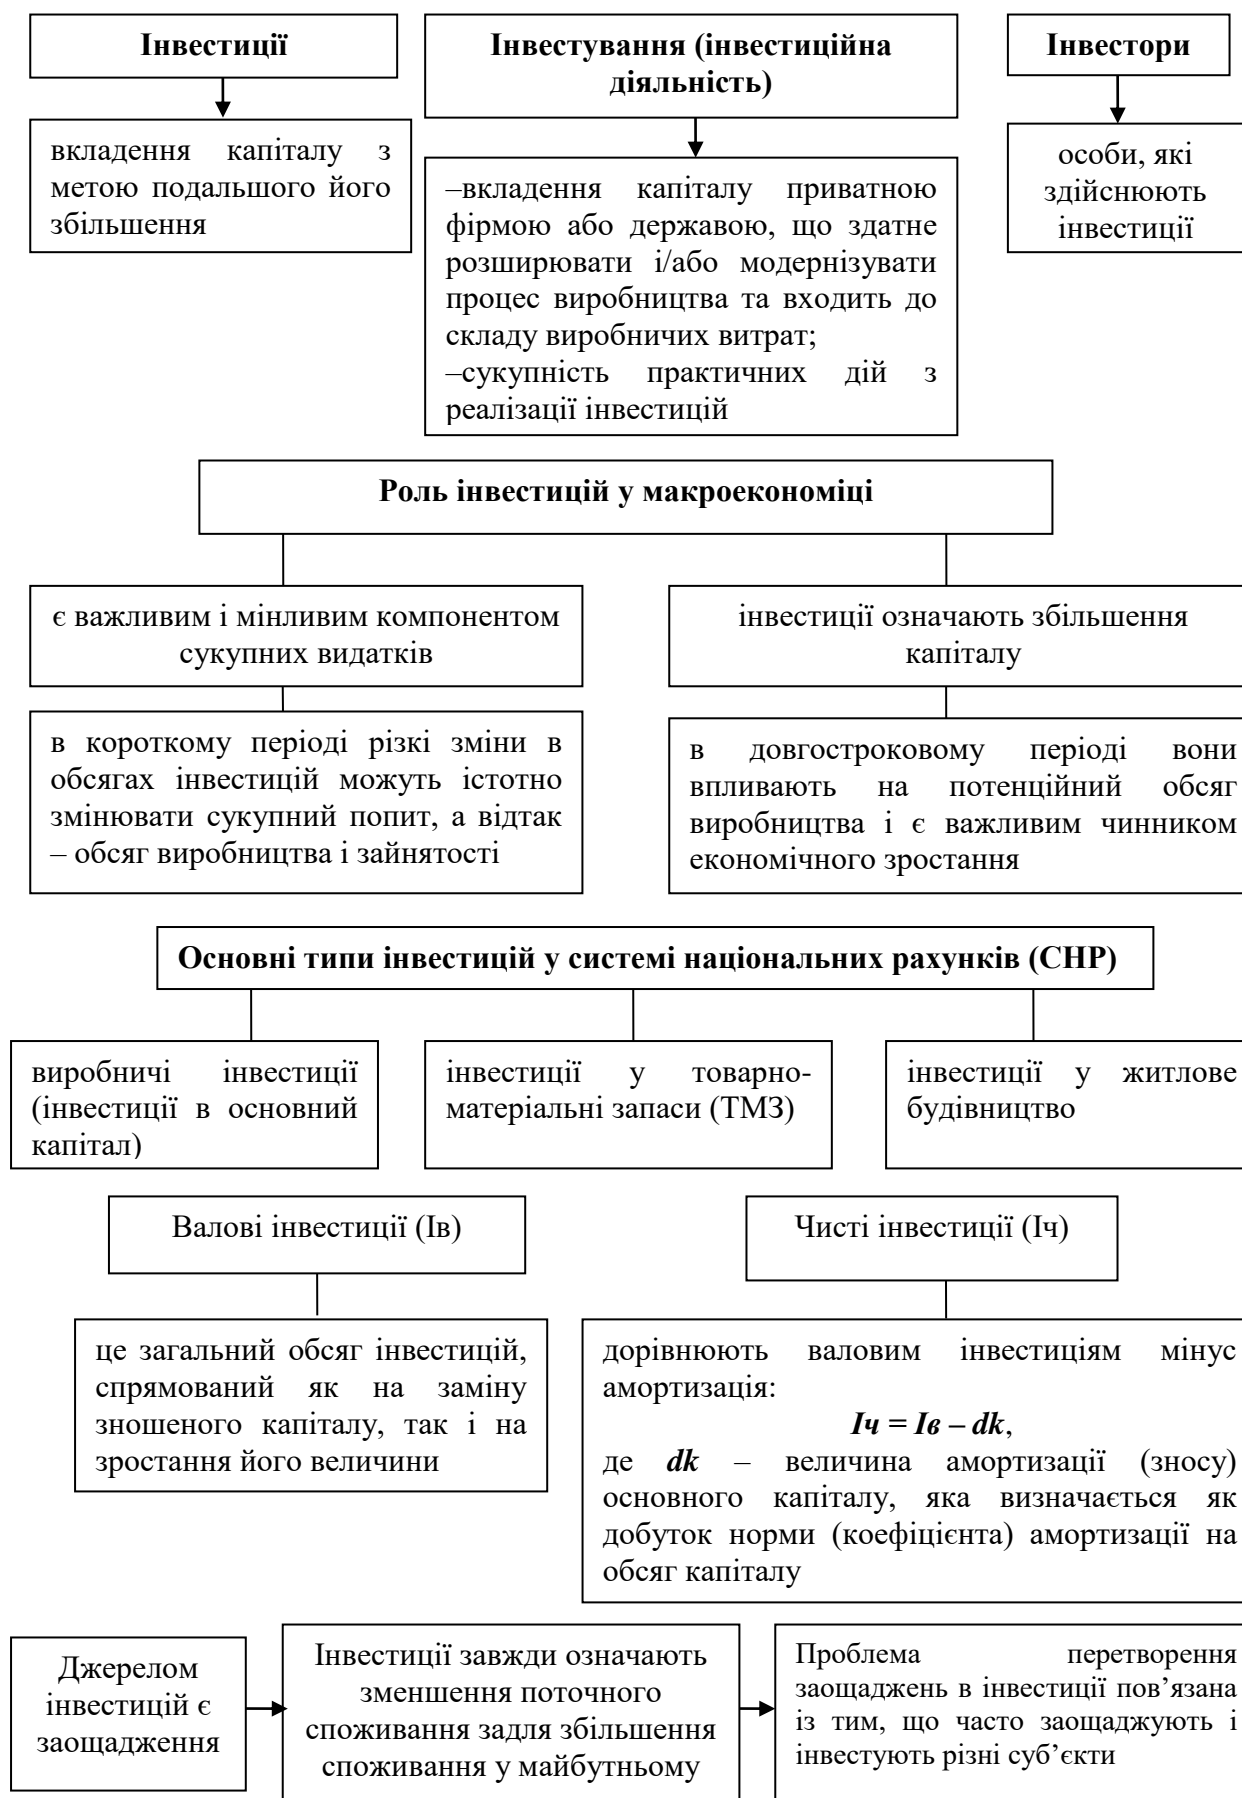 Інвестиції
Інвестування (інвестиційна
діяльність)
Інвестори
вкладення капіталу з
метою подальшого його
збільшення
–вкладення капіталу приватною
фірмою або державою, що здатне
розширювати і/або модернізувати
процес виробництва та входить до
складу виробничих витрат;
–сукупність практичних дій з
реалізації інвестицій
особи, які
здійснюють
інвестиції
Роль інвестицій у макроекономіці
є важливим і мінливим компонентом
сукупних видатків
інвестиції означають збільшення
капіталу
в короткому періоді різкі зміни в
обсягах інвестицій можуть істотно
змінювати сукупний попит, а відтак
– обсяг виробництва і зайнятості
в довгостроковому періоді вони
впливають на потенційний обсяг
виробництва і є важливим чинником
економічного зростання
Основні типи інвестицій у системі національних рахунків (СНР)
виробничі інвестиції
(інвестиції в основний
капітал)
інвестиції у товарно-
матеріальні запаси (ТМЗ)
інвестиції у житлове
будівництво
Валові інвестиції (Ів)
Чисті інвестиції (Іч)
це загальний обсяг інвестицій,
спрямований як на заміну
зношеного капіталу, так і на
зростання його величини
дорівнюють валовим інвестиціям мінус
амортизація:
Іч = Ів – dk,
де dk – величина амортизації (зносу)
основного капіталу, яка визначається як
добуток норми (коефіцієнта) амортизації на
обсяг капіталу
Джерелом
інвестицій є
заощадження
Інвестиції завжди означають
зменшення поточного
споживання задля збільшення
споживання у майбутньому
Проблема перетворення
заощаджень в інвестиції пов’язана
із тим, що часто заощаджують і
інвестують різні суб’єкти